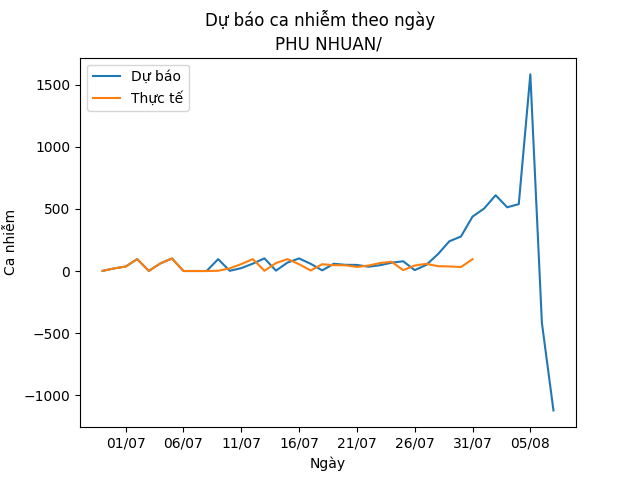 Dự báo ca nhiễm theo ngày
PHU NHUAN/
Dự báo
Thực tế
1500
1000
500
0
−500
−1000
Ca nhiễm
01/07 06/07 11/07 16/07 21/07 26/07 31/07 05/08
Ngày